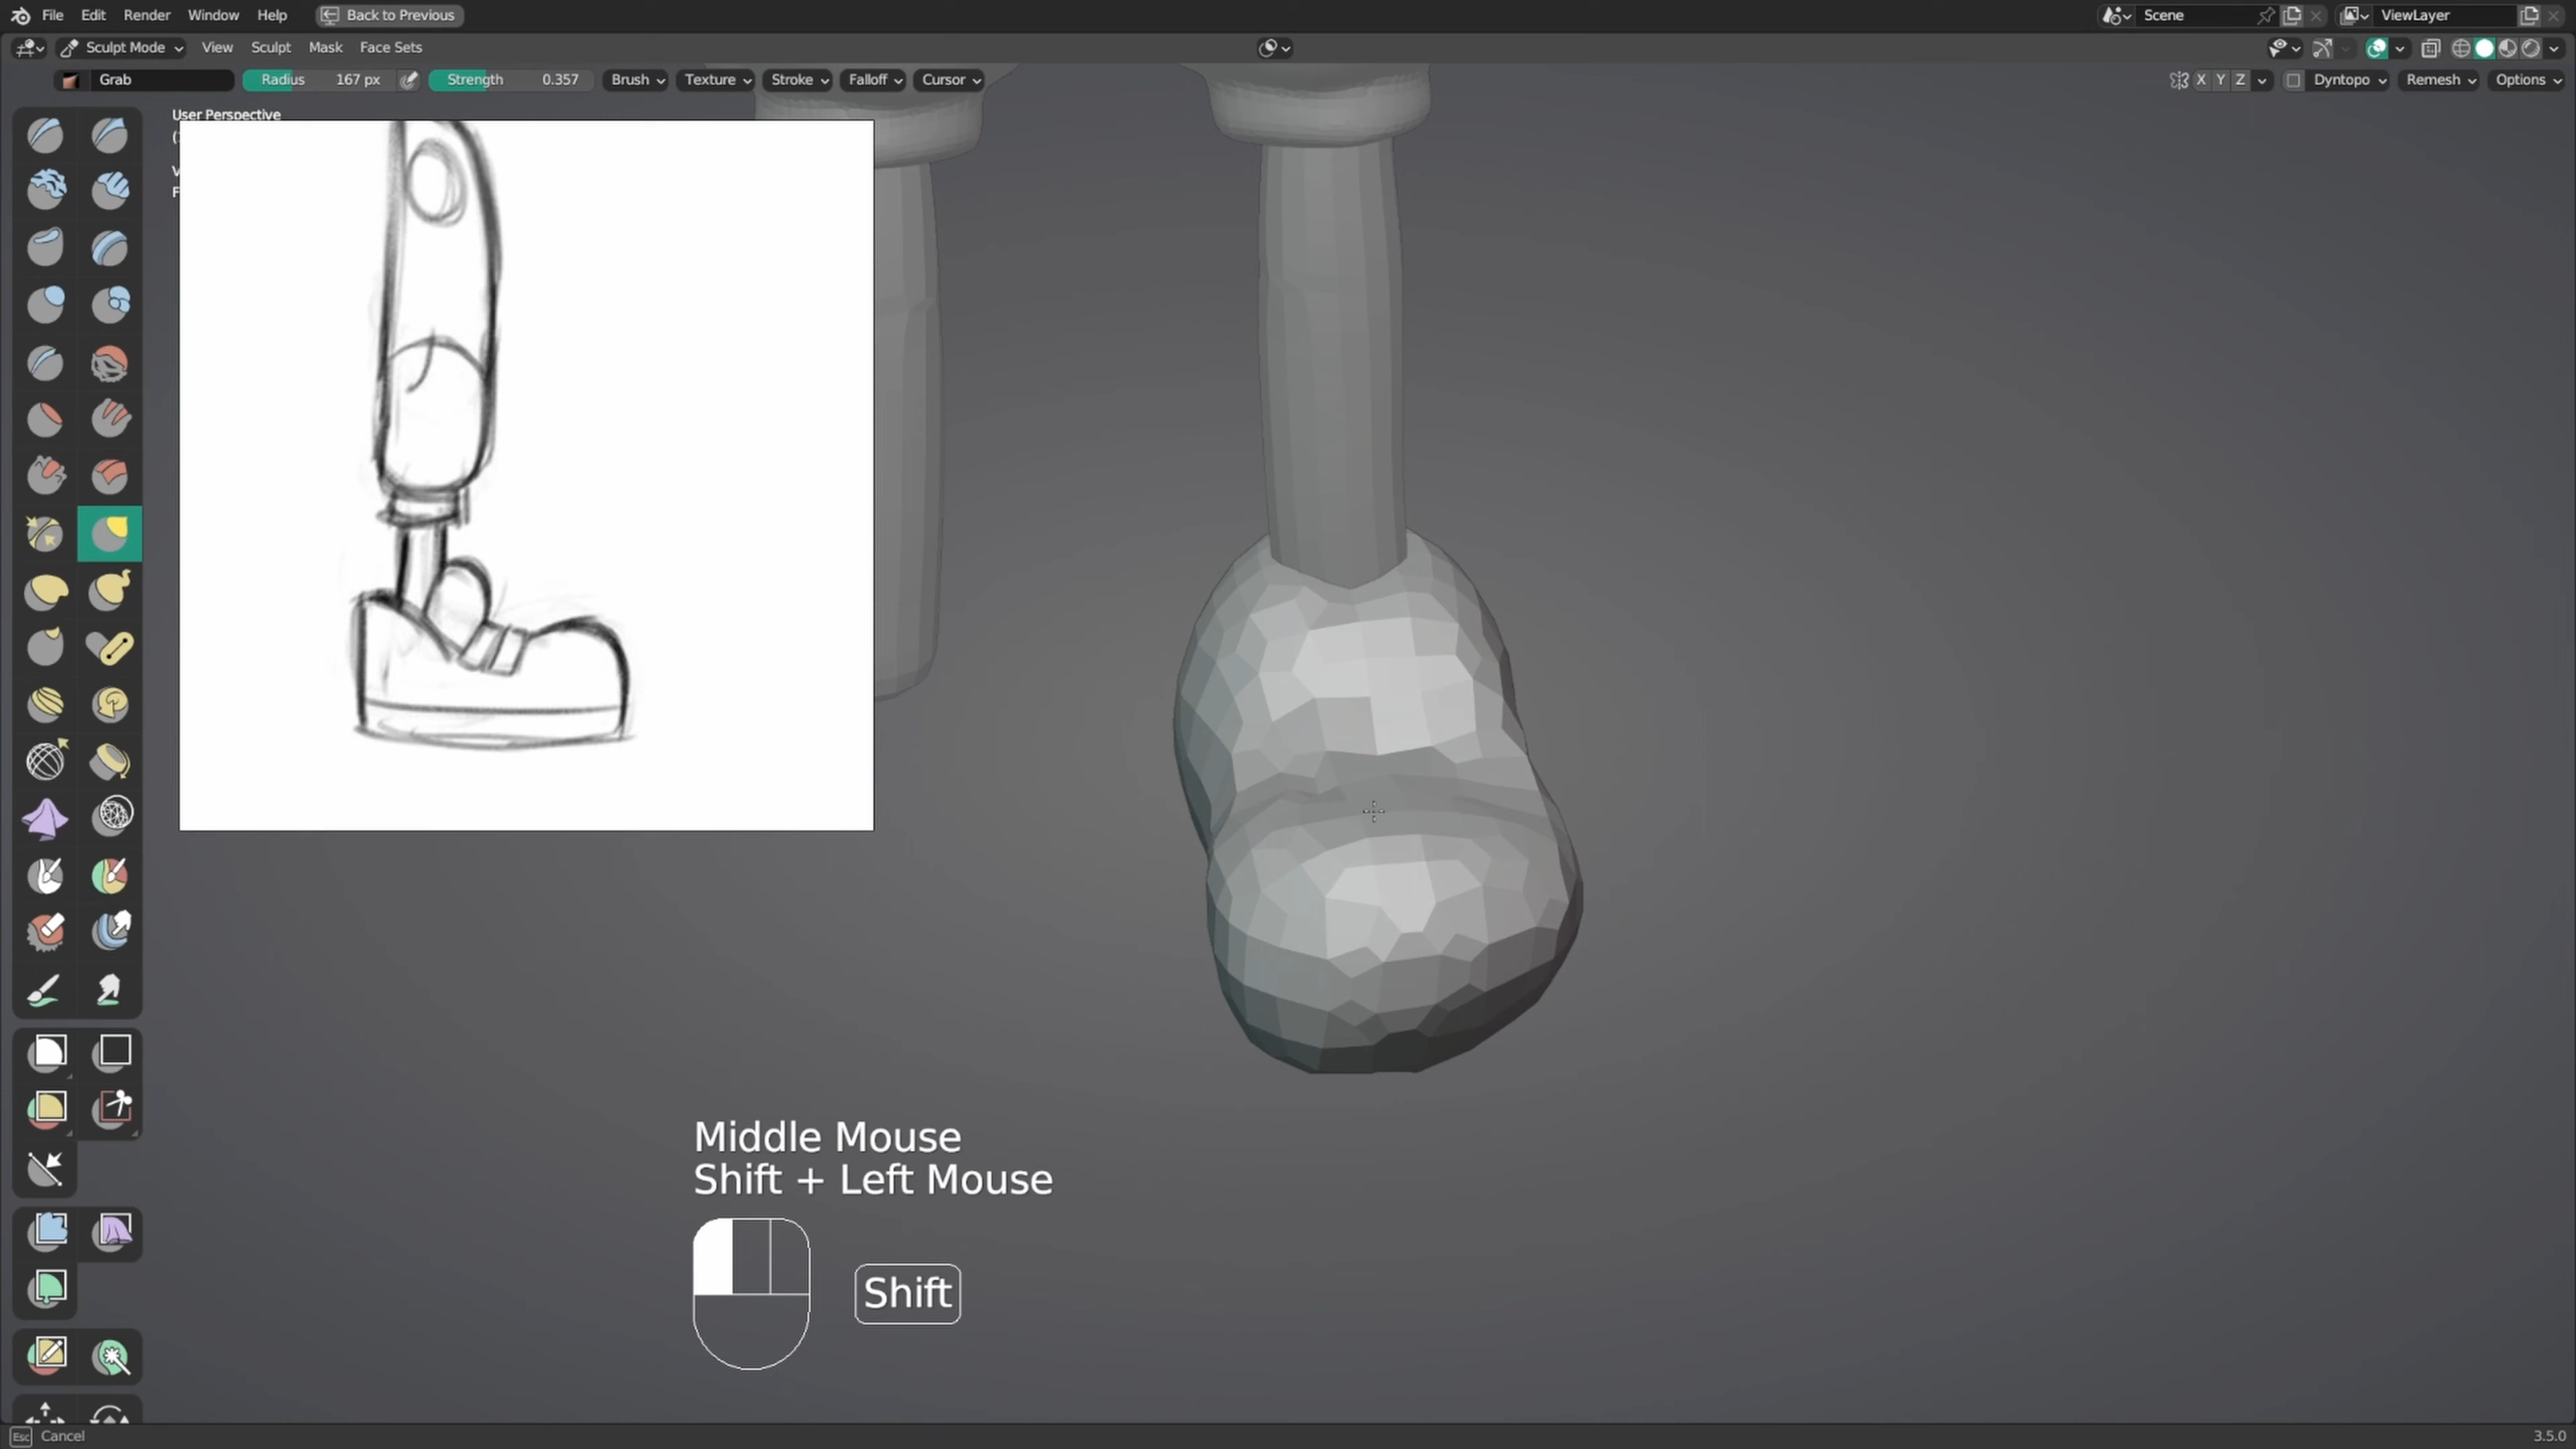 File Edit Render Window Help Back to Previous Scene ViewLayer
Sculpt Mode View Sculpt Mask Face Sets
Grab Radius 167 px Strength 0.357 Brush Texture Stroke Falloff Cursor X Y Z Dyntopo Remesh Options
User Perspective
(
V
F
Middle Mouse
Shift + Left Mouse
Shift
Esc Cancel 3.5.0